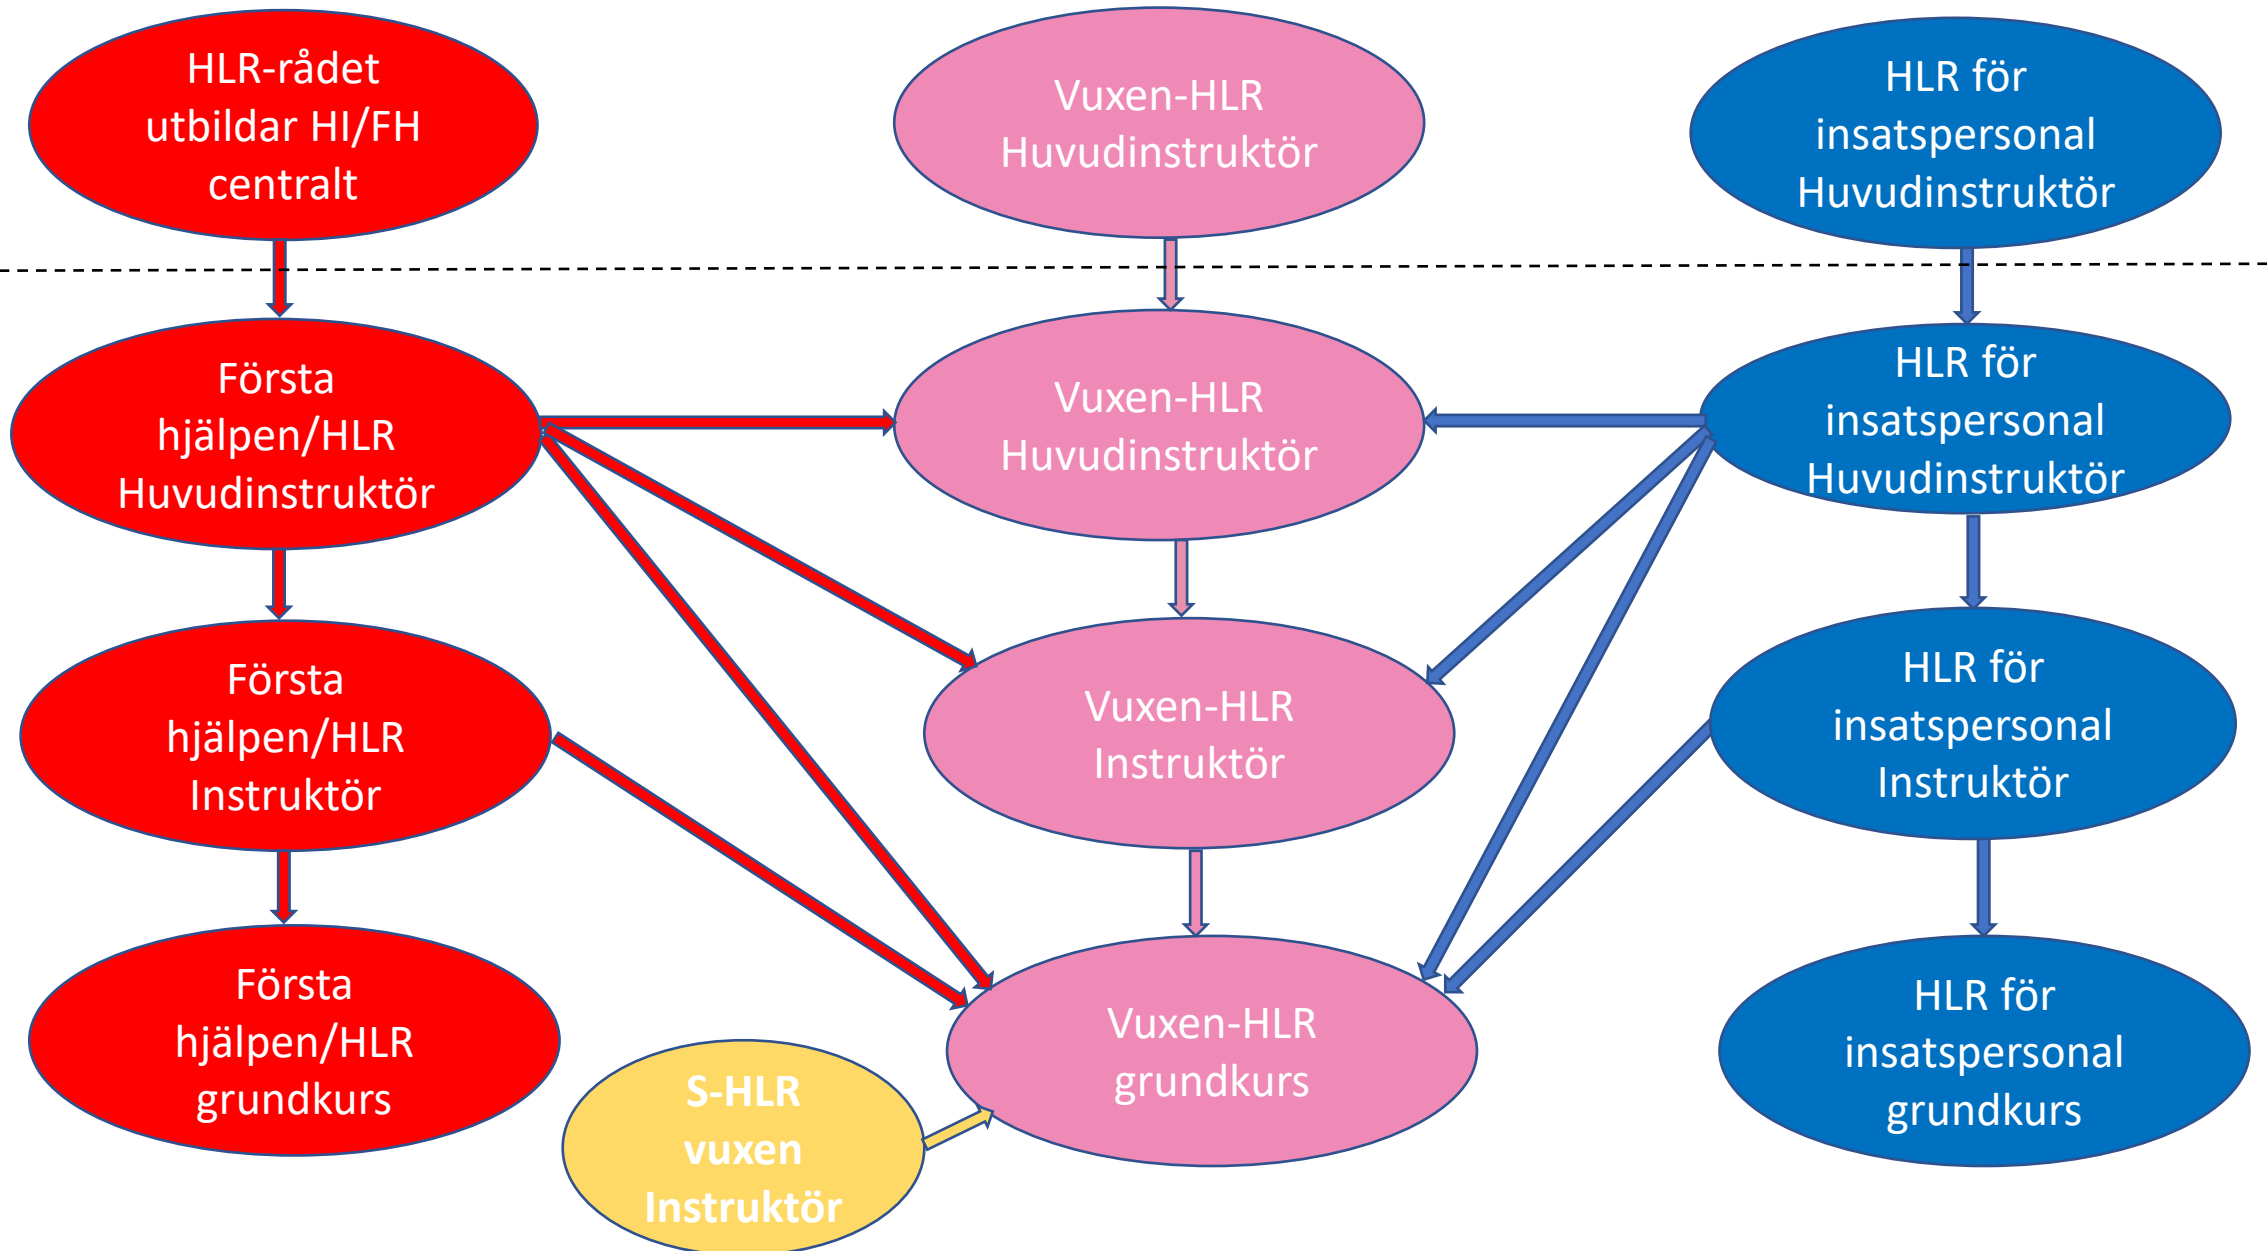 HLR-rådet
utbildar HI/FH
centralt
Vuxen-HLR
Huvudinstruktör
HLR för
insatspersonal
Huvudinstruktör
Första
hjälpen/HLR
Huvudinstruktör
Vuxen-HLR
Huvudinstruktör
HLR för
insatspersonal
Huvudinstruktör
Första
hjälpen/HLR
Instruktör
Vuxen-HLR
Instruktör
HLR för
insatspersonal
Instruktör
Första
hjälpen/HLR
grundkurs
Vuxen-HLR
grundkurs
HLR för
insatspersonal
grundkurs
S-HLR
vuxen
Instruktör